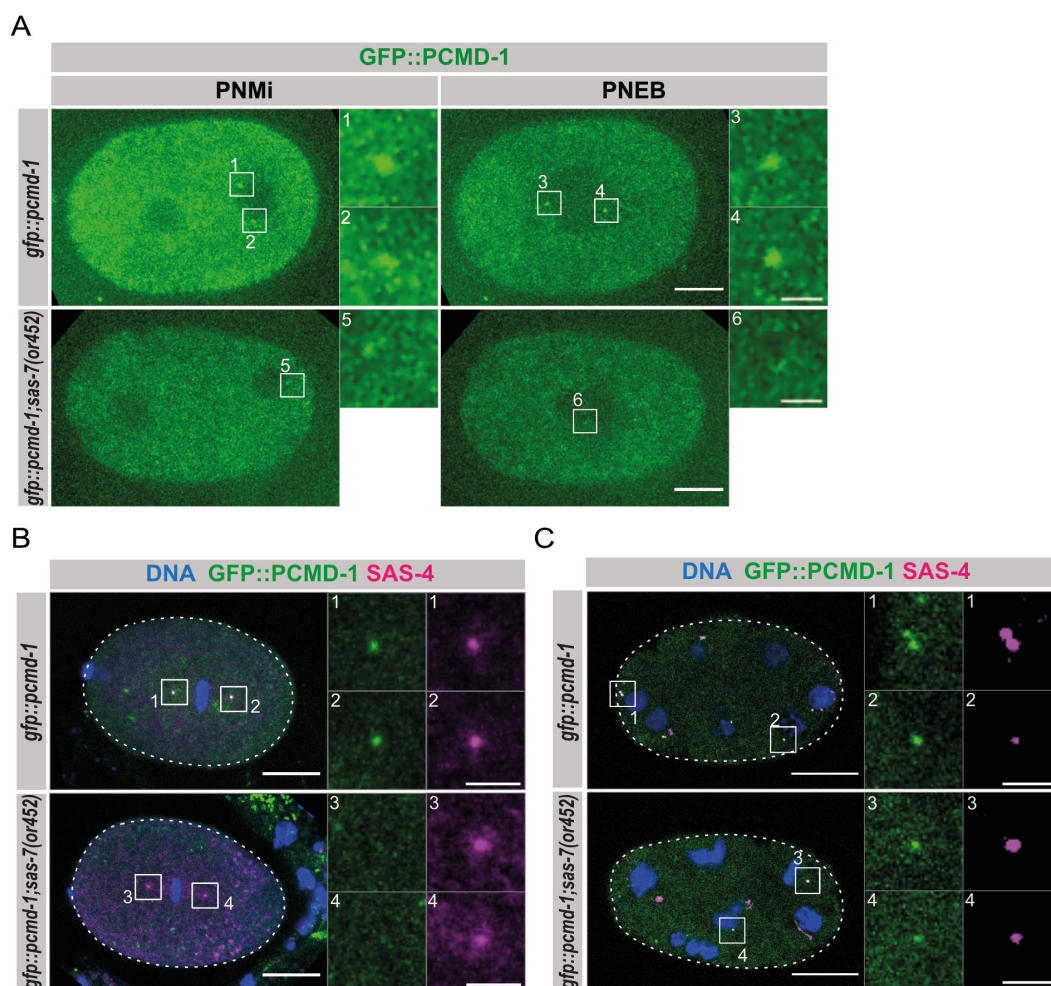 A
GFP::PCMD-1
PNMi
PNEB
gfp::pcmd-1
1
2
1
2
3
4
3
4
gfp::pcmd-1;sas-7(or452)
5
5
6
6
B
DNA GFP::PCMD-1 SAS-4
gfp::pcmd-1
1
2
1
1
2
2
gfp::pcmd-1;sas-7(or452)
3
4
3
3
4
4
C
DNA GFP::PCMD-1 SAS-4
gfp::pcmd-1
1
2
1
1
2
2
gfp::pcmd-1;sas-7(or452)
3
4
3
3
4
4